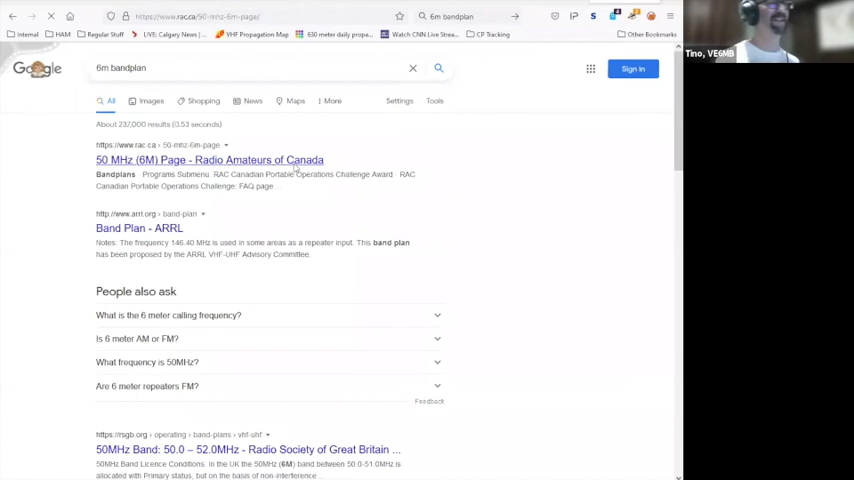 https://www.rac.ca/50-mhz-6m-page/
6m bandplan
Internal HAM Regular Stuff LIVE: Calgary News |... VHF Propagation Map 630 meter daily propa... Watch CNN Live Strea... CP Tracking Other Bookmarks
Tino, VE6MB
Google 6m bandplan Sign in
All Images Shopping News Maps More Settings Tools
About 237,000 results (0.53 seconds)
https://www.rac.ca › 50-mhz-6m-page
50 MHz (6M) Page - Radio Amateurs of Canada
Bandplans Programs Submenu. RAC Canadian Portable Operations Challenge Award · RAC
Canadian Portable Operations Challenge: FAQ page ...
http://www.arrl.org › band-plan
Band Plan - ARRL
Notes: The frequency 146.40 MHz is used in some areas as a repeater input. This band plan
has been proposed by the ARRL VHF-UHF Advisory Committee.
People also ask
What is the 6 meter calling frequency?
Is 6 meter AM or FM?
What frequency is 50MHz?
Are 6 meter repeaters FM?
Feedback
https://rsgb.org › operating › band-plans › vhf-uhf
50MHz Band: 50.0 – 52.0MHz - Radio Society of Great Britain ...
50MHz Band Licence Conditions. In the UK the 50MHz (6M) band between 50.0-51.0MHz is
allocated with Primary status, but on the basis of non-interference ...